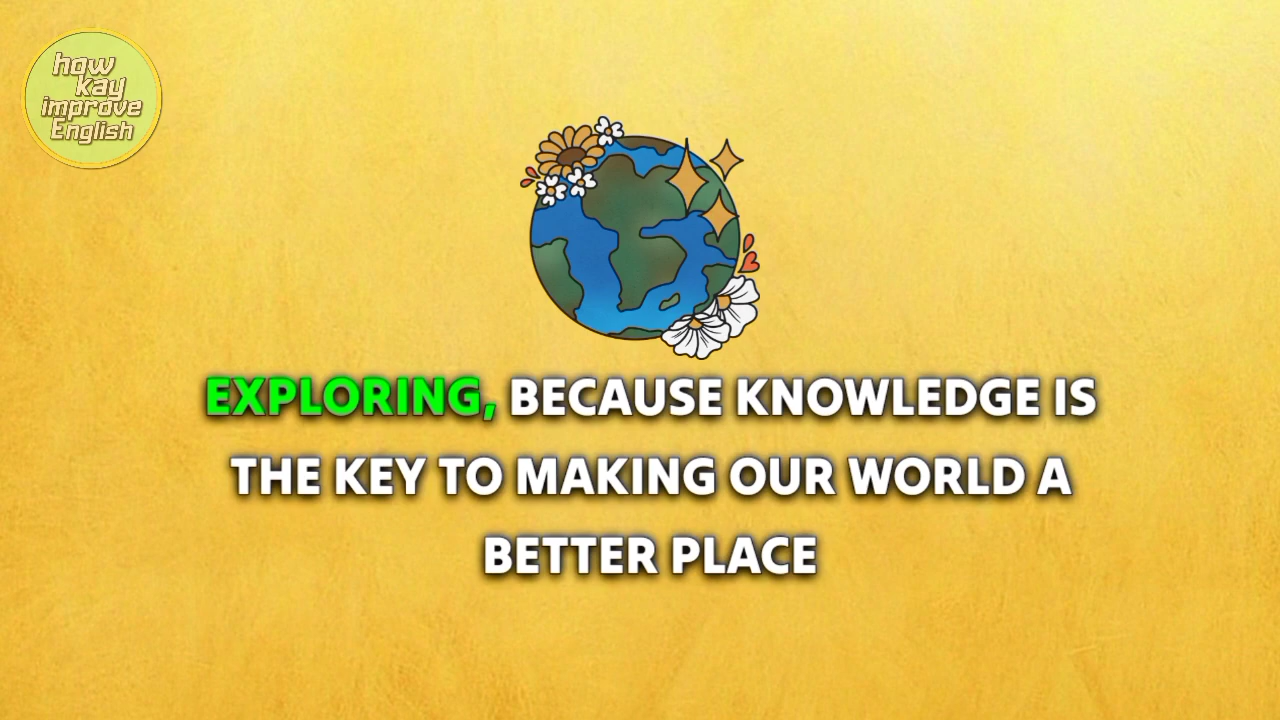 how
kay
improve
English
EXPLORING, BECAUSE KNOWLEDGE IS
THE KEY TO MAKING OUR WORLD A
BETTER PLACE